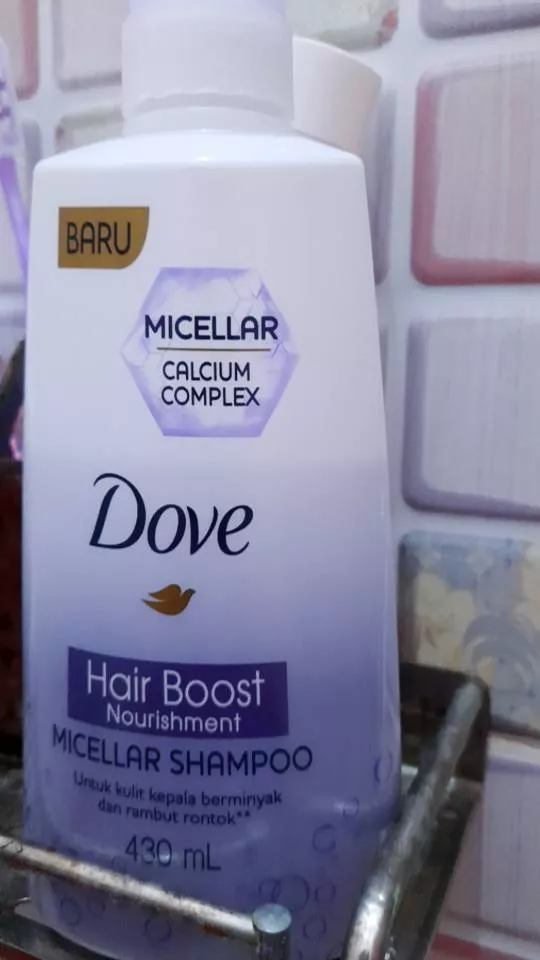 BARU
MICELLAR
CALCIUM
COMPLEX
Dove
Hair Boost
Nourishment
MICELLAR SHAMPOO
Untuk kulit kepala berminyak
dan rambut rontok**
430 mL